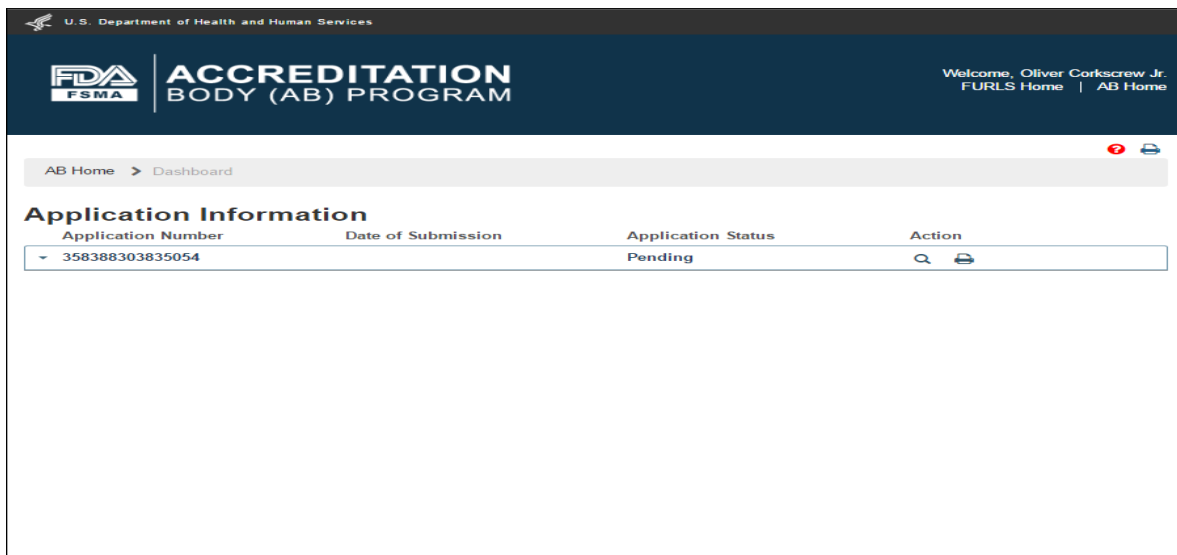 U.S. Department of Health and Human Services
FDA
FSMA
ACCREDITATION
BODY (AB) PROGRAM
Welcome, Oliver Corkscrew Jr.
FURLS Home | AB Home
?
AB Home > Dashboard
Application Information
Application Number Date of Submission Application Status Action
358388303835054 Pending